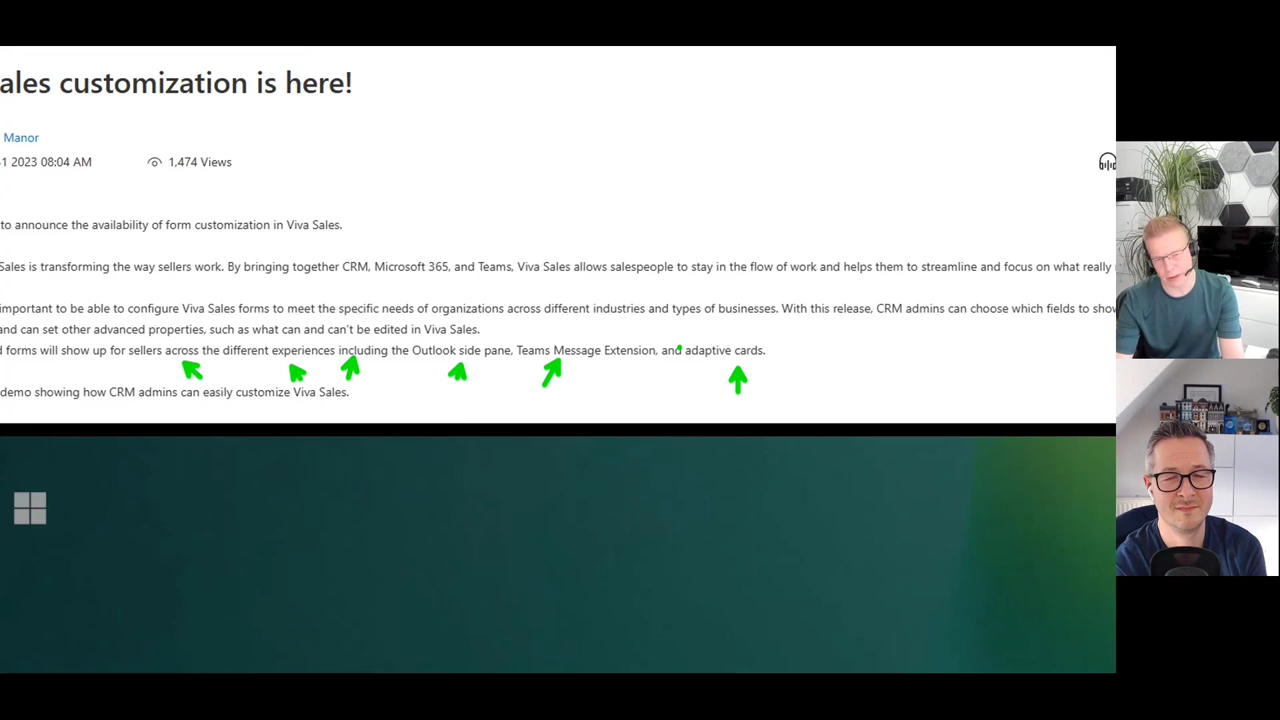 ales customization is here!
Manor
1 2023 08:04 AM
1,474 Views
to announce the availability of form customization in Viva Sales.
Sales is transforming the way sellers work. By bringing together CRM, Microsoft 365, and Teams, Viva Sales allows salespeople to stay in the flow of work and helps them to streamline and focus on what really
important to be able to configure Viva Sales forms to meet the specific needs of organizations across different industries and types of businesses. With this release, CRM admins can choose which fields to show
and can set other advanced properties, such as what can and can't be edited in Viva Sales.
d forms will show up for sellers across the different experiences including the Outlook side pane, Teams Message Extension, and adaptive cards.
demo showing how CRM admins can easily customize Viva Sales.